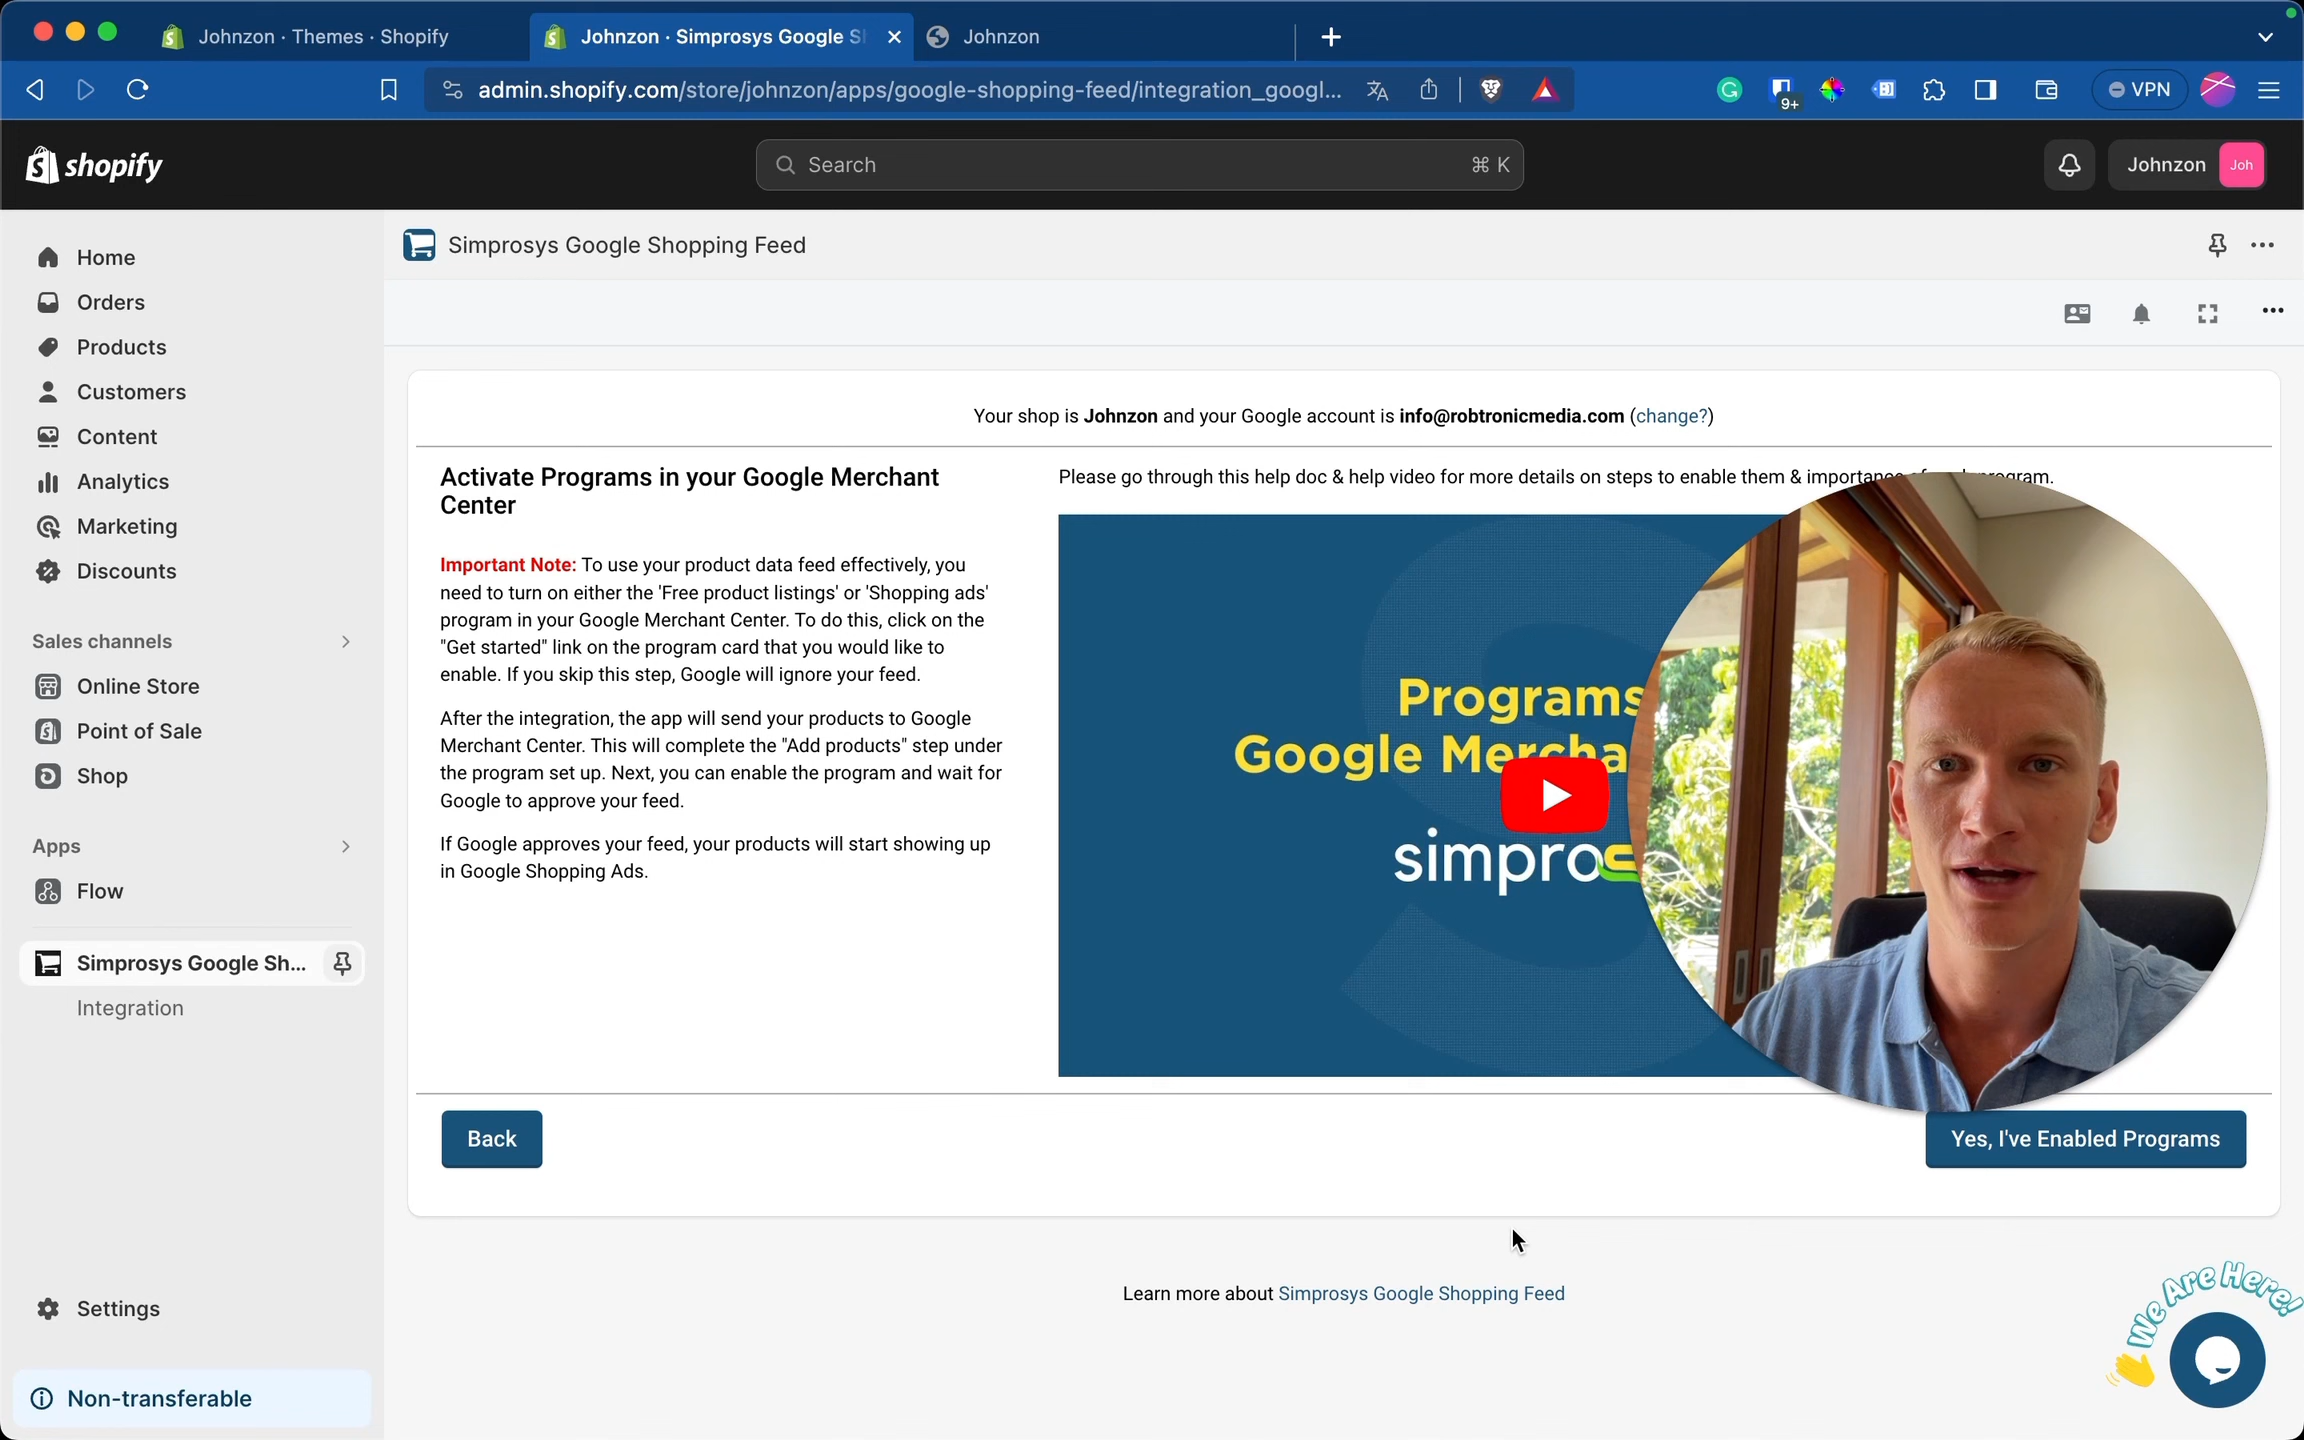 Johnzon · Themes · Shopify
Johnzon · Simprosys Google S
Johnzon
admin.shopify.com/store/johnzon/apps/google-shopping-feed/integration_googl...
9+
VPN
shopify
Search
⌘ K
Johnzon
Joh
Home
Orders
Products
Customers
Content
Analytics
Marketing
Discounts
Sales channels
Online Store
Point of Sale
Shop
Apps
Flow
Simprosys Google Sh...
Integration
Settings
Non-transferable
Simprosys Google Shopping Feed
Your shop is Johnzon and your Google account is info@robtronicmedia.com (change?)
Activate Programs in your Google Merchant
Center
Important Note: To use your product data feed effectively, you
need to turn on either the 'Free product listings' or 'Shopping ads'
program in your Google Merchant Center. To do this, click on the
"Get started" link on the program card that you would like to
enable. If you skip this step, Google will ignore your feed.
After the integration, the app will send your products to Google
Merchant Center. This will complete the "Add products" step under
the program set up. Next, you can enable the program and wait for
Google to approve your feed.
If Google approves your feed, your products will start showing up
in Google Shopping Ads.
Please go through this help doc & help video for more details on steps to enable them & importance program.
Programs
Google Mercha
simpros
Back
Yes, I've Enabled Programs
Learn more about Simprosys Google Shopping Feed
We Are Here!